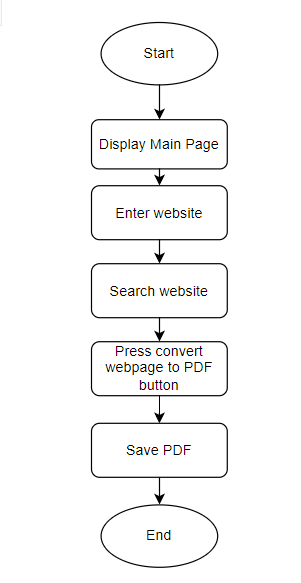 Start
Display Main Page
Enter website
Search website
Press convert
webpage to PDF
button
Save PDF
End